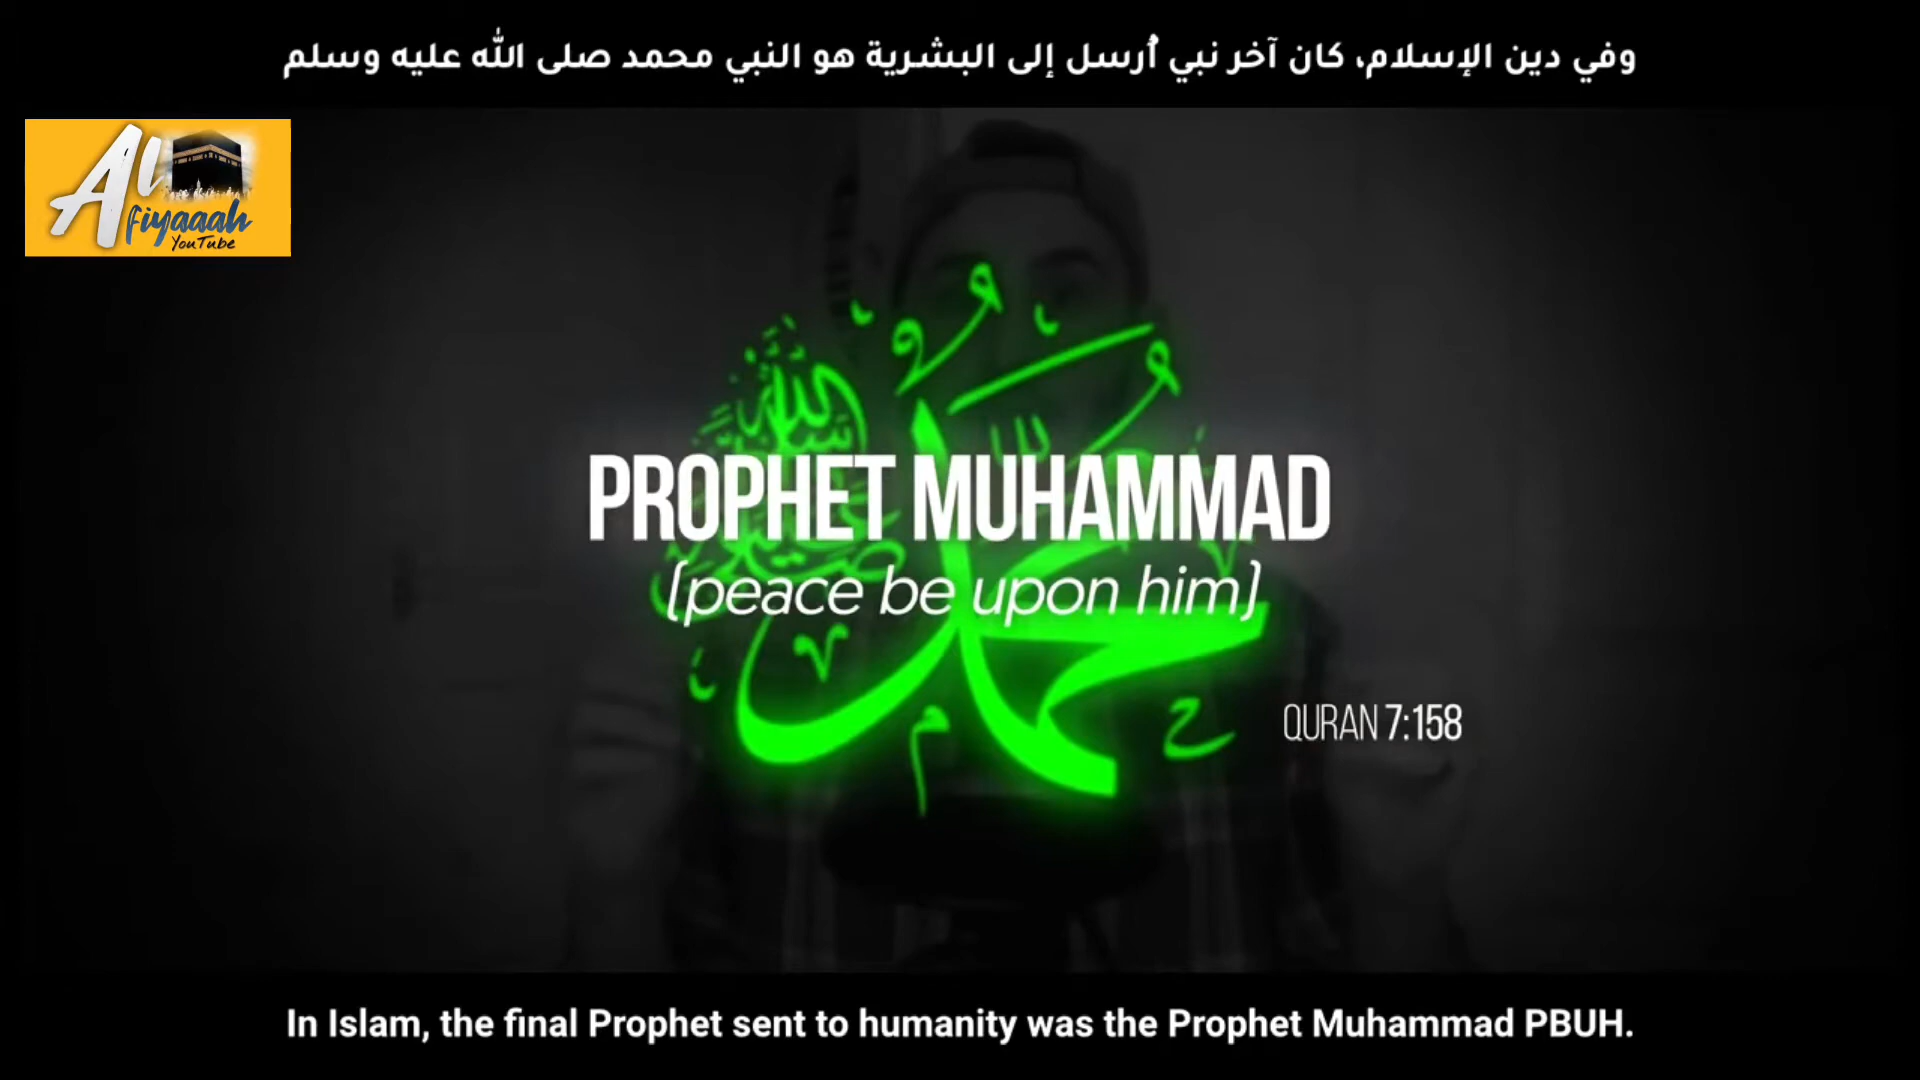 وفي دين الإسلام، كان آخر نبي أُرسل إلى البشرية هو النبي محمد صلى الله عليه وسلم
Al
fiyaaah
YouTube
محمد
PROPHET MUHAMMAD
(peace be upon him)
QURAN 7:158
In Islam, the final Prophet sent to humanity was the Prophet Muhammad PBUH.